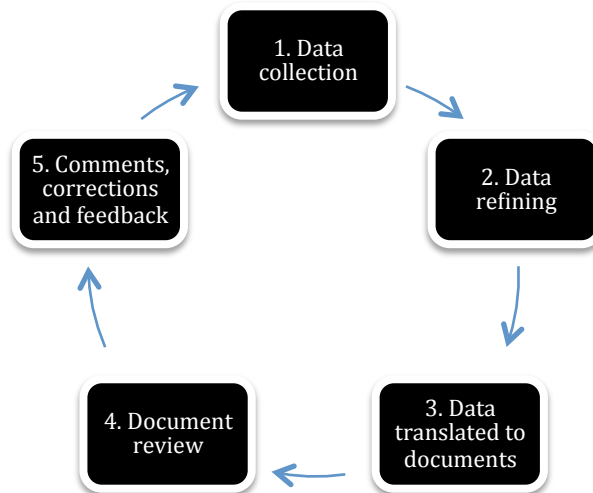 1. Data
collection
2. Data
refining
3. Data
translated to
documents
4. Document
review
5. Comments,
corrections
and feedback